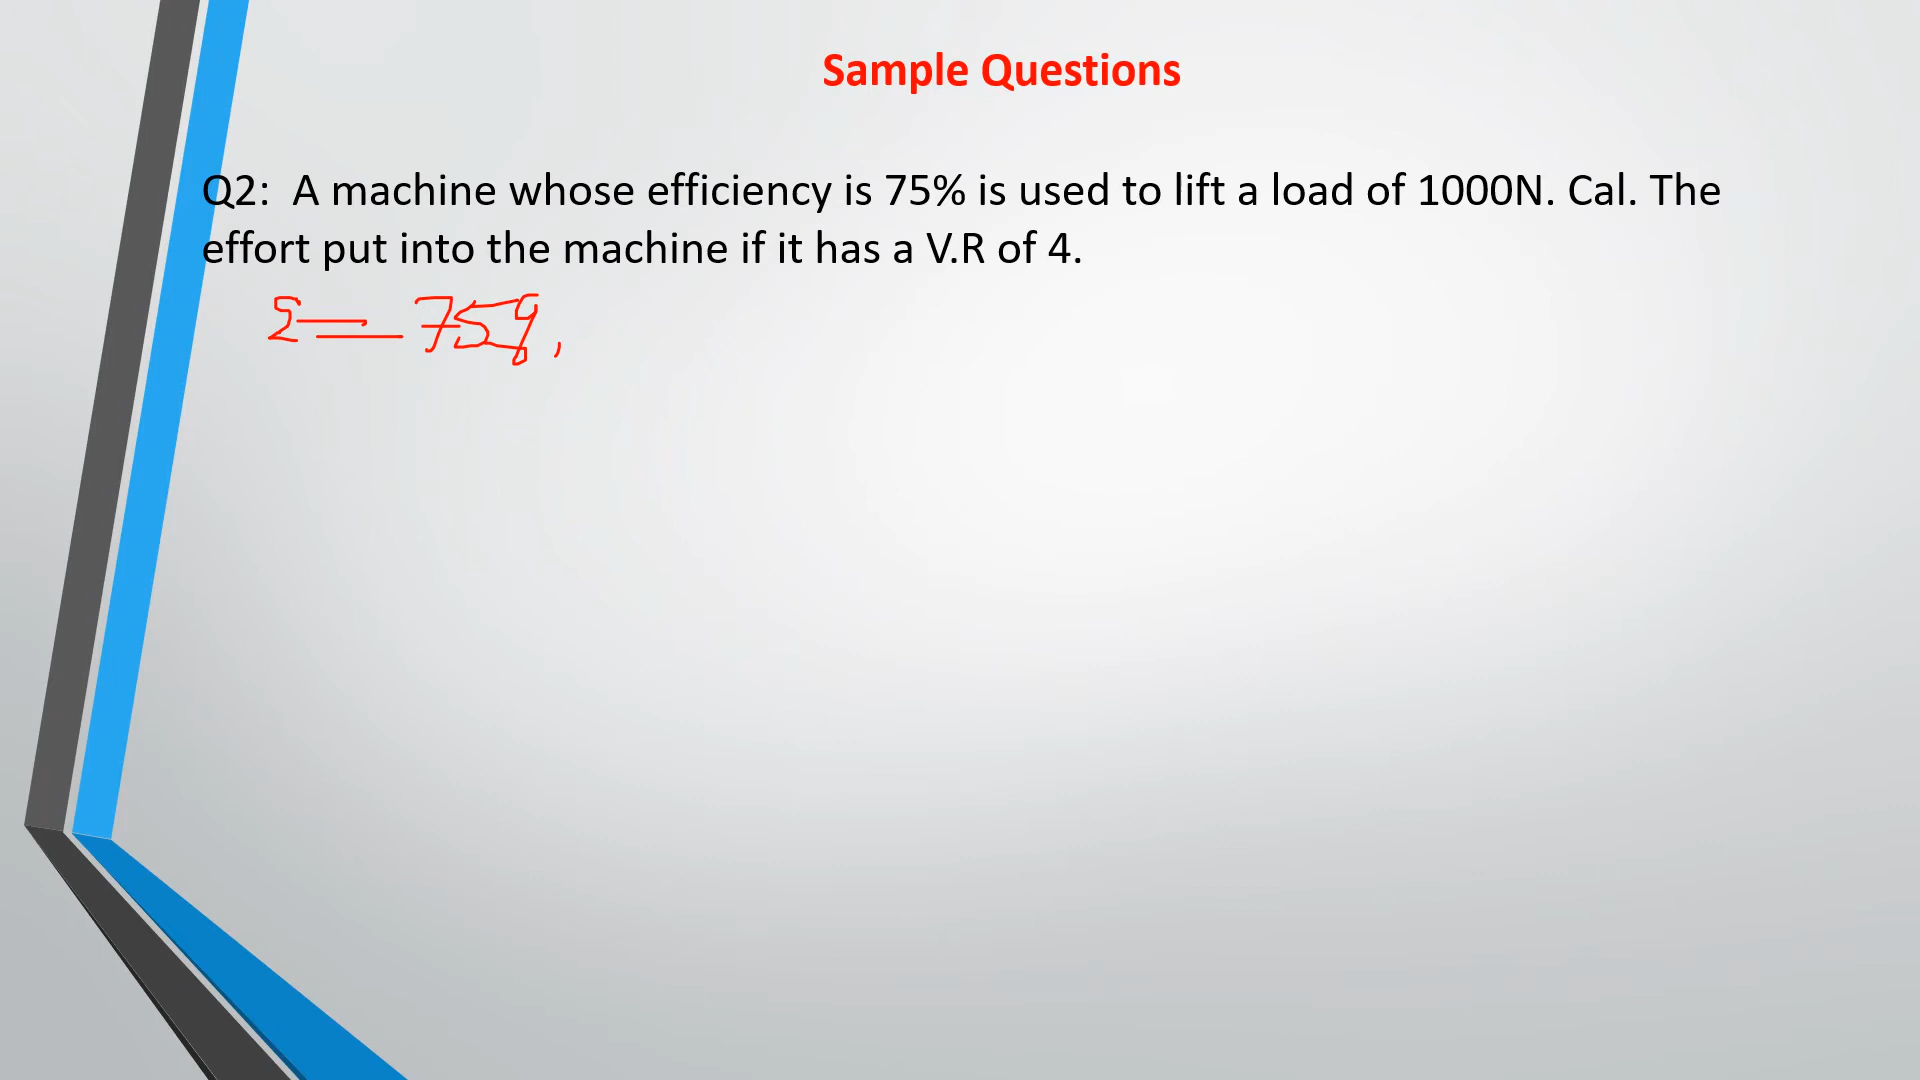 Sample Questions
Q2: A machine whose efficiency is 75% is used to lift a load of 1000N. Cal. The
effort put into the machine if it has a V.R of 4.
Σ = 75%,